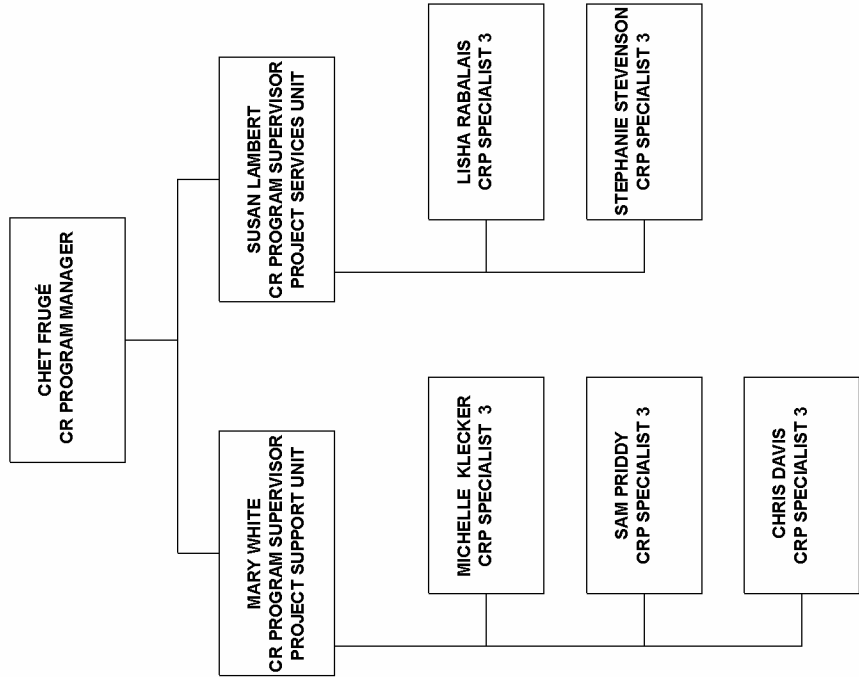 CHET FRUGÉ
CR PROGRAM MANAGER
MARY WHITE
CR PROGRAM SUPERVISOR
PROJECT SUPPORT UNIT
MICHELLE KLECKER
CRP SPECIALIST 3
SAM PRIDDY
CRP SPECIALIST 3
CHRIS DAVIS
CRP SPECIALIST 3
SUSAN LAMBERT
CR PROGRAM SUPERVISOR
PROJECT SERVICES UNIT
LISHA RABALAIS
CRP SPECIALIST 3
STEPHANIE STEVENSON
CRP SPECIALIST 3